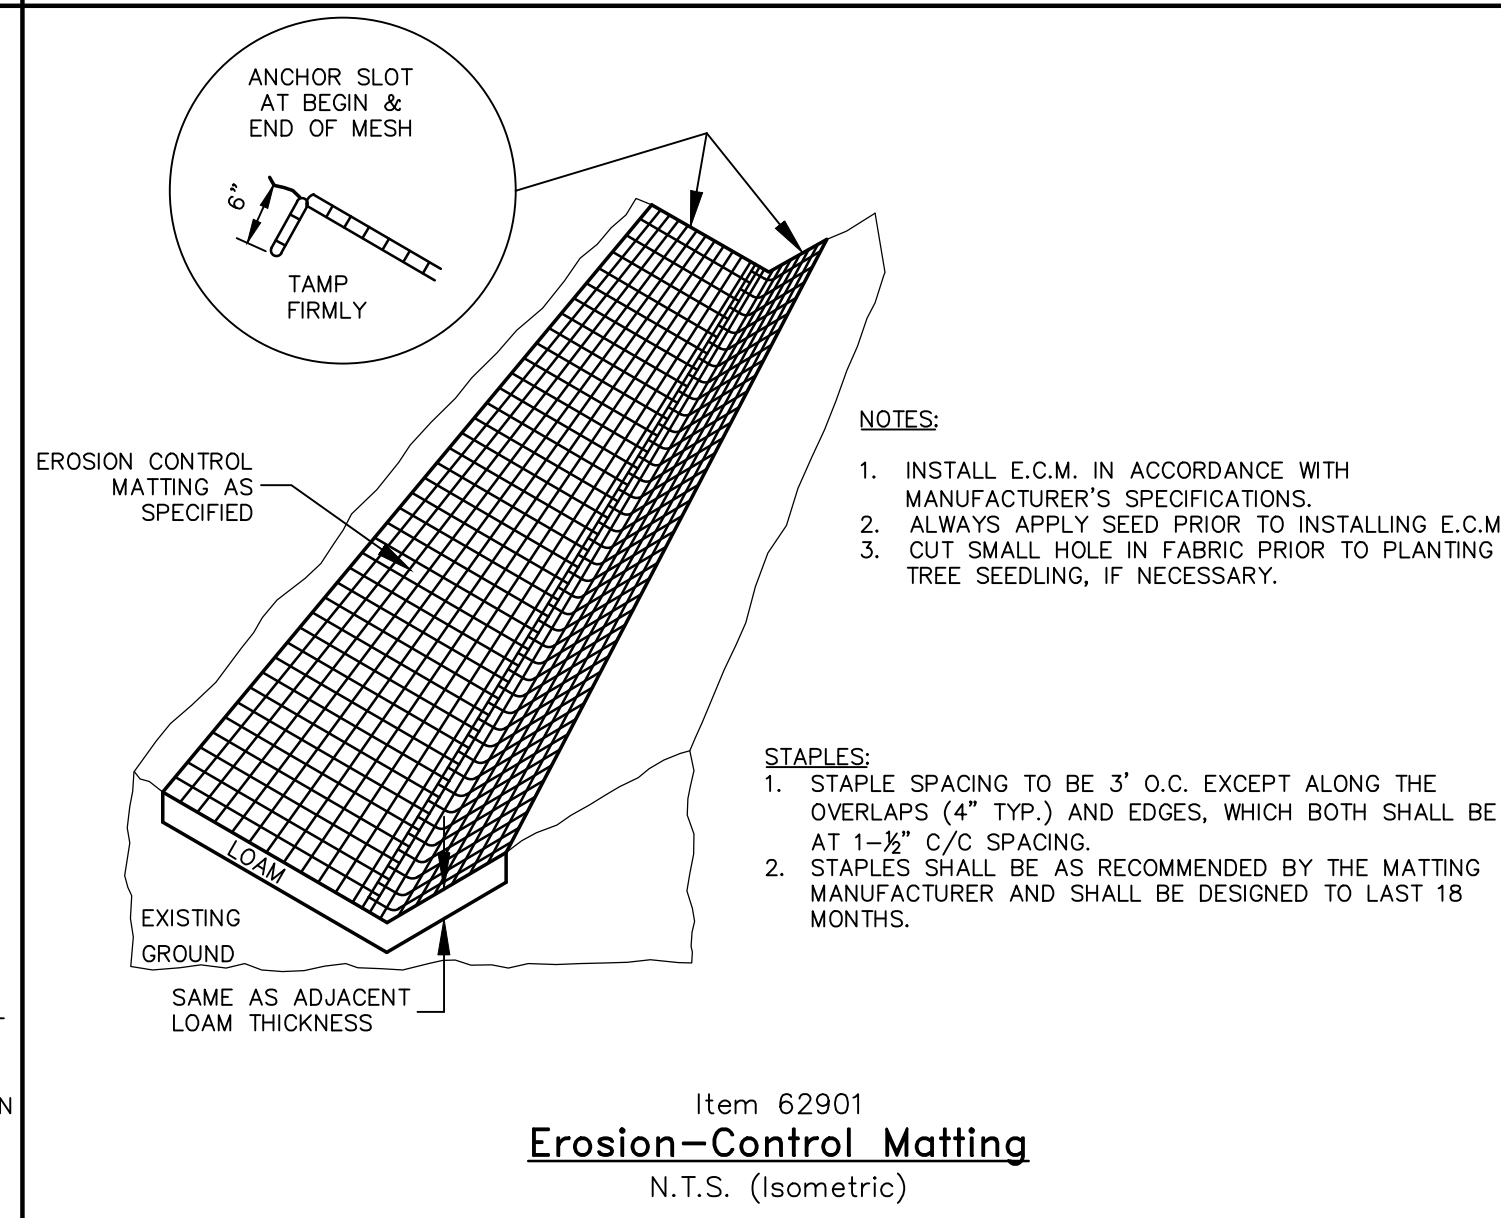 ANCHOR SLOT
AT BEGIN &
END OF MESH
6"
TAMP
FIRMLY
EROSION CONTROL
MATTING AS
SPECIFIED
LOAM
EXISTING
GROUND
SAME AS ADJACENT
LOAM THICKNESS
NOTES:
1. INSTALL E.C.M. IN ACCORDANCE WITH
MANUFACTURER'S SPECIFICATIONS.
2. ALWAYS APPLY SEED PRIOR TO INSTALLING E.C.M
3. CUT SMALL HOLE IN FABRIC PRIOR TO PLANTING
TREE SEEDLING, IF NECESSARY.
STAPLES:
1. STAPLE SPACING TO BE 3' O.C. EXCEPT ALONG THE
OVERLAPS (4" TYP.) AND EDGES, WHICH BOTH SHALL BE
AT 1-½" C/C SPACING.
2. STAPLES SHALL BE AS RECOMMENDED BY THE MATTING
MANUFACTURER AND SHALL BE DESIGNED TO LAST 18
MONTHS.
N
Item 62901
Erosion-Control Matting
N.T.S. (Isometric)